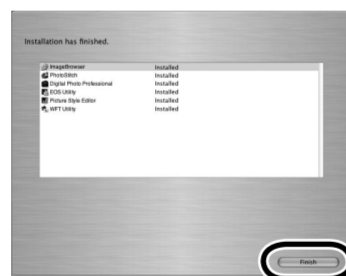 Installation has finished.
ImageBrowser Installed
PhotoStitch Installed
Digital Photo Professional Installed
EOS Utility Installed
Picture Style Editor Installed
WFT Utility Installed
Finish